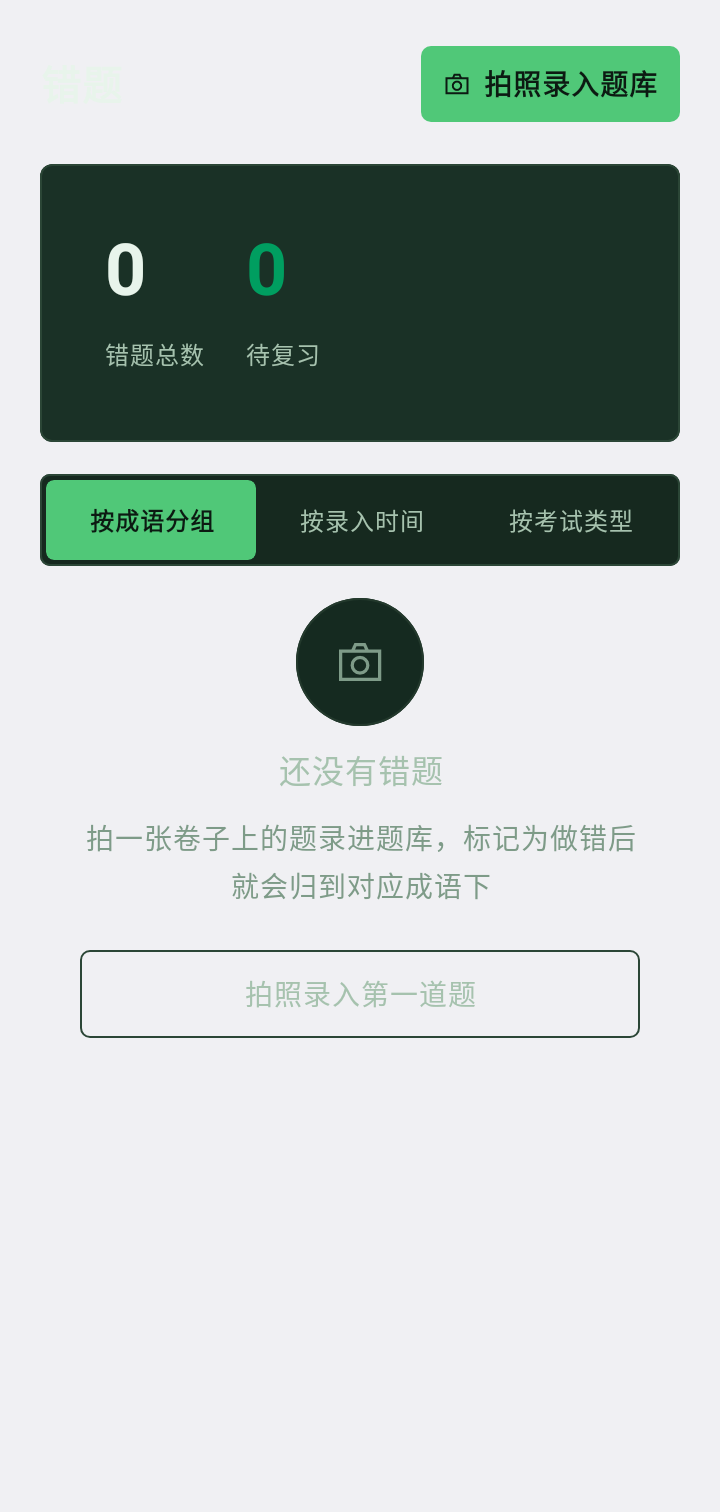 错题
拍照录入题库
0
0
错题总数
待复习
按成语分组
按录入时间
按考试类型
还没有错题
拍一张卷子上的题录进题库，标记为做错后
就会归到对应成语下
拍照录入第一道题